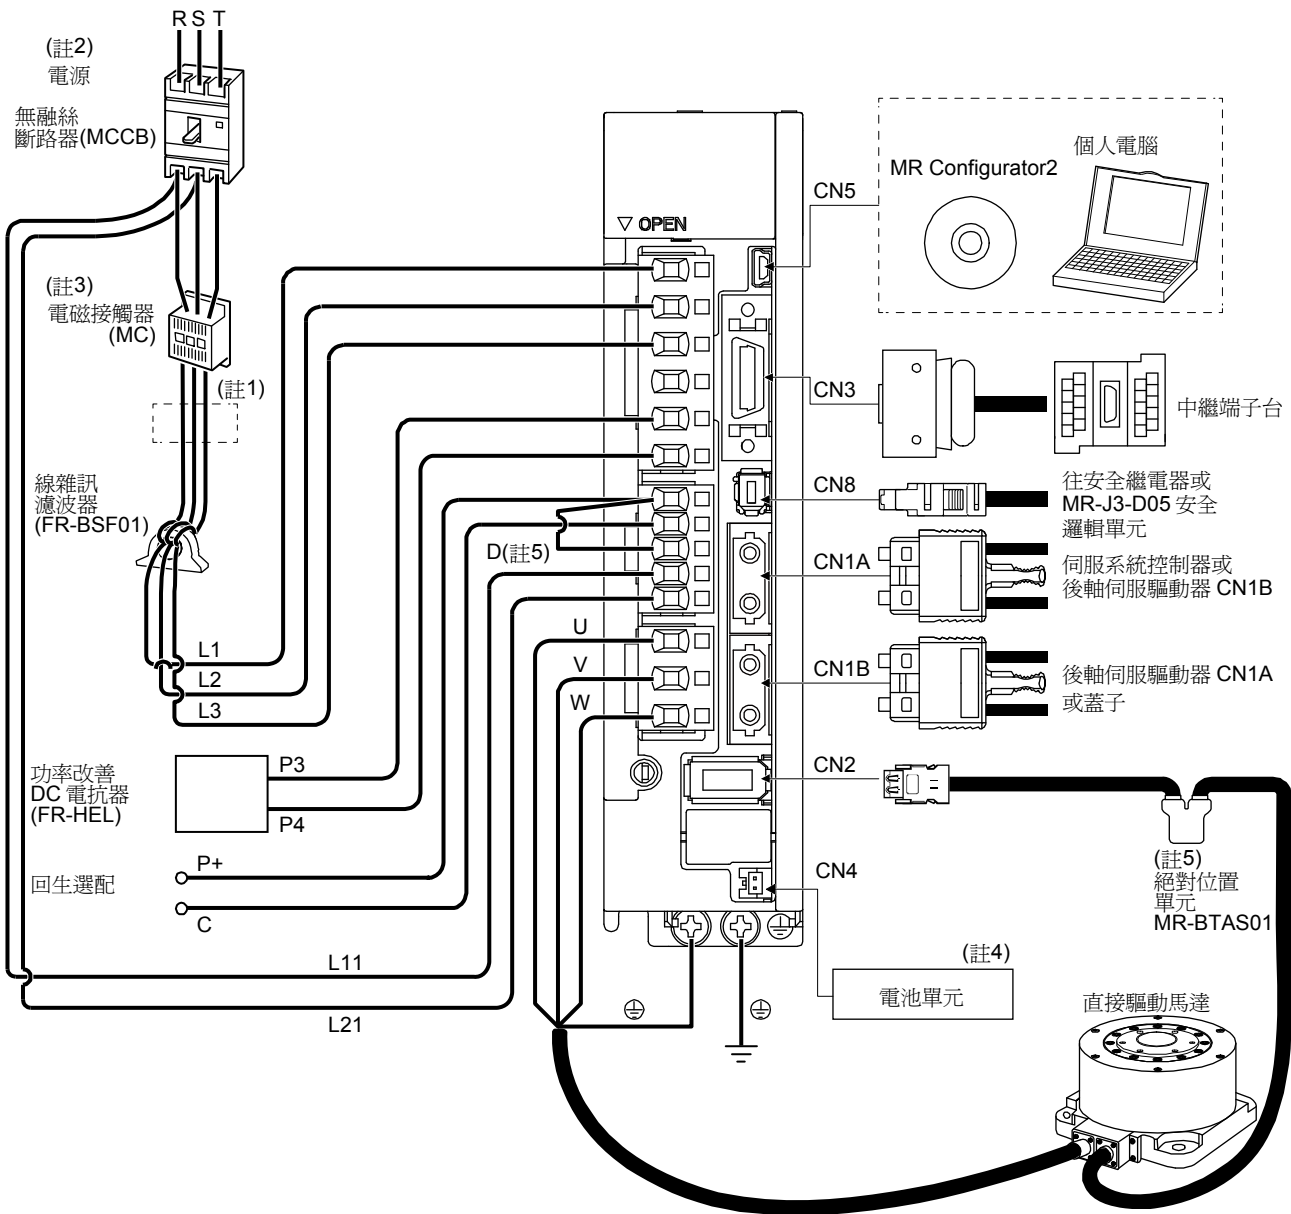 R S T
(註2)
電源
無融絲
斷路器(MCCB)
(註3)
電磁接觸器
(MC)
(註1)
線雜訊
濾波器
(FR-BSF01)
L1
L2
L3
功率改善
DC 電抗器
(FR-HEL)
P3
P4
回生選配
P+
C
L11
L21
▽ OPEN
D(註5)
U
V
W
CN5
MR Configurator2
個人電腦
CN3
中繼端子台
CN8
往安全繼電器或
MR-J3-D05 安全
邏輯單元
CN1A
伺服系統控制器或
後軸伺服驅動器 CN1B
CN1B
後軸伺服驅動器 CN1A
或蓋子
CN2
(註5)
絕對位置
單元
MR-BTAS01
CN4
(註4)
電池單元
直接驅動馬達